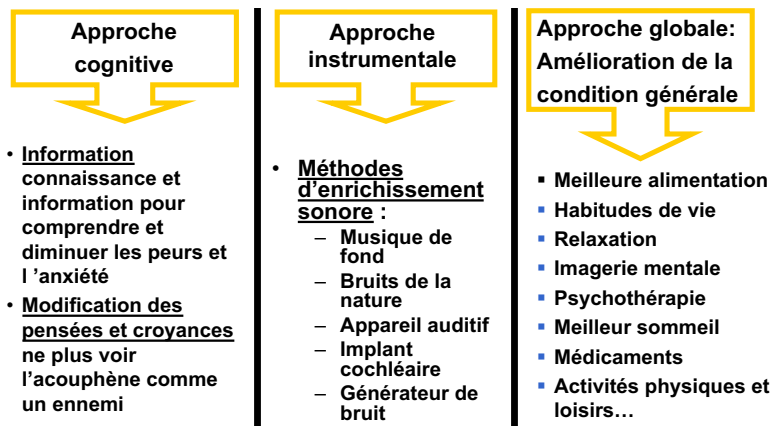 Approche
cognitive
• Information
connaissance et
information pour
comprendre et
diminuer les peurs et
l ’anxiété
• Modification des
pensées et croyances
ne plus voir
l’acouphène comme
un ennemi
Approche
instrumentale
• Méthodes
d’enrichissement
sonore :
– Musique de
fond
– Bruits de la
nature
– Appareil auditif
– Implant
cochléaire
– Générateur de
bruit
Approche globale:
Amélioration de la
condition générale
▪ Meilleure alimentation
▪ Habitudes de vie
▪ Relaxation
▪ Imagerie mentale
▪ Psychothérapie
▪ Meilleur sommeil
▪ Médicaments
▪ Activités physiques et
loisirs…